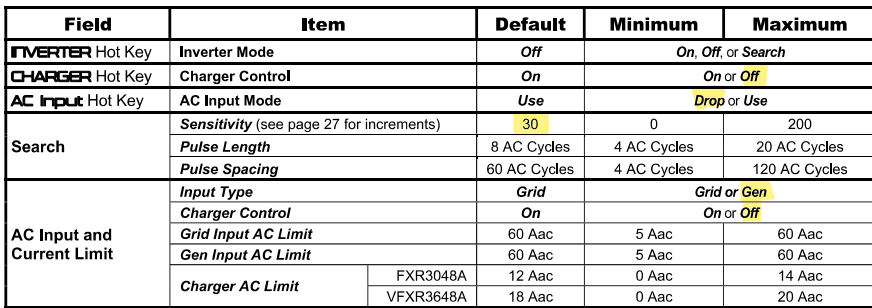 Field Item Default Minimum Maximum
INVERTER Hot Key Inverter Mode Off On, Off, or Search
CHARGER Hot Key Charger Control On On or Off
AC Input Hot Key AC Input Mode Use Drop or Use
Search Sensitivity (see page 27 for increments) 30 0 200
Pulse Length 8 AC Cycles 4 AC Cycles 20 AC Cycles
Pulse Spacing 60 AC Cycles 4 AC Cycles 120 AC Cycles
AC Input and Current Limit Input Type Grid Grid or Gen
Charger Control On On or Off
Grid Input AC Limit 60 Aac 5 Aac 60 Aac
Gen Input AC Limit 60 Aac 5 Aac 60 Aac
Charger AC Limit FXR3048A 12 Aac 0 Aac 14 Aac
VFXR3648A 18 Aac 0 Aac 20 Aac